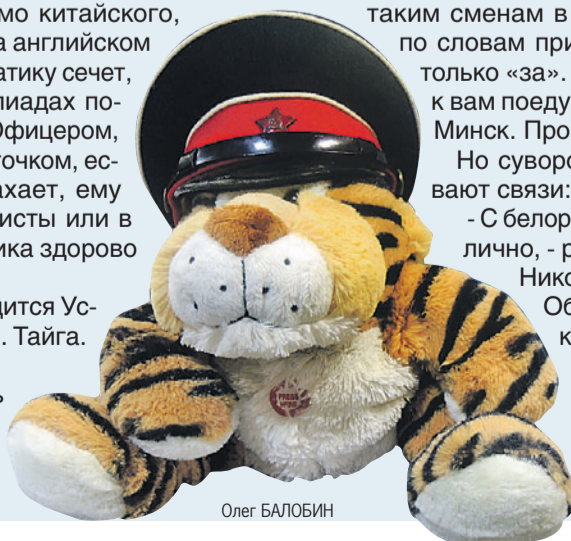 мо китайского,
а английском
атику сечет,
пиадах по-
Офицером,
точком, ес-
ахает, ему
исты или в
ика здорово
дится Ус-
. Тайга.
ь
таким сменам в
по словам при
только «за».
к вам поеду
Минск. Про
Но суворо
вают связи:
- С белор
лично, - р
Нико
Об
к
Олег БАЛОБИН